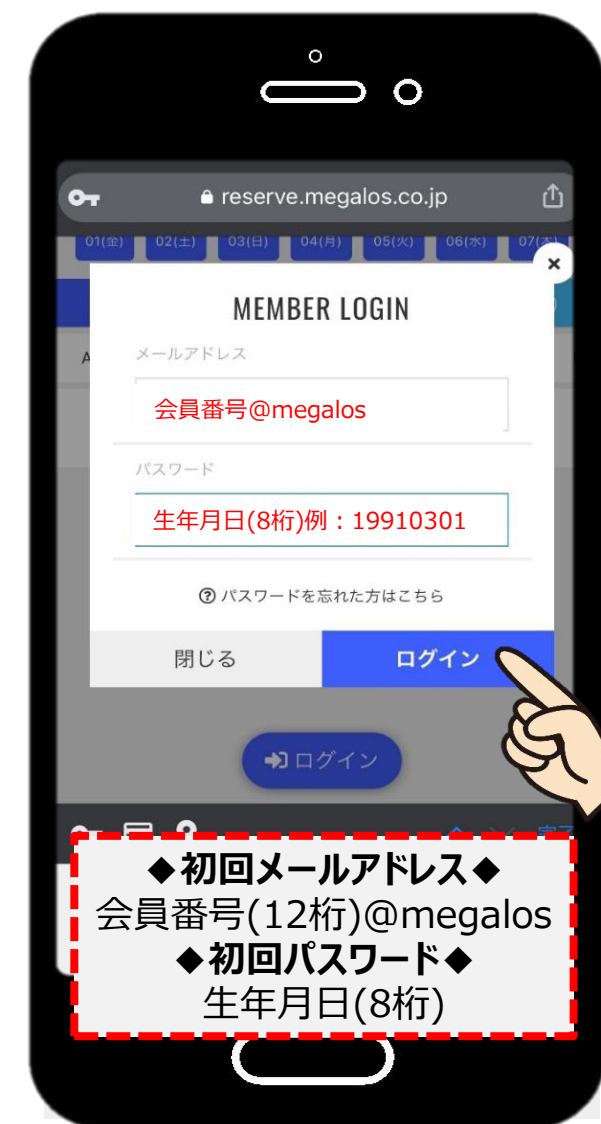 reserve.megalos.co.jp
01(金) 02(土) 03(日) 04(月) 05(火) 06(水) 07(木)
MEMBER LOGIN
A
メールアドレス
会員番号@megalos
パスワード
生年月日(8桁)例：19910301
? パスワードを忘れた方はこちら
閉じる ログイン
ログイン
◆初回メールアドレス◆
会員番号(12桁)@megalos
◆初回パスワード◆
生年月日(8桁)